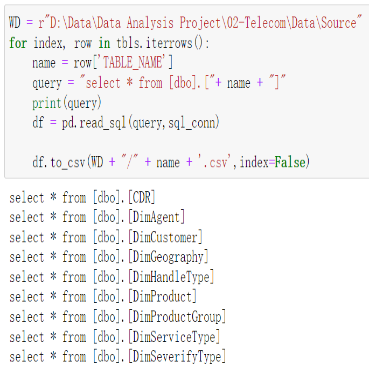 WD = r"D:\Data\Data Analysis Project\02-Telecom\Data\Source"
for index, row in tbls.iterrows():
    name = row['TABLE_NAME']
    query = "select * from [dbo].["+ name + "]"
    print(query)
    df = pd.read_sql(query,sql_conn)
    df.to_csv(WD + "/" + name + '.csv',index=False)
select * from [dbo].[CDR]
select * from [dbo].[DimAgent]
select * from [dbo].[DimCustomer]
select * from [dbo].[DimGeography]
select * from [dbo].[DimHandleType]
select * from [dbo].[DimProduct]
select * from [dbo].[DimProductGroup]
select * from [dbo].[DimServiceType]
select * from [dbo].[DimSeverifyType]